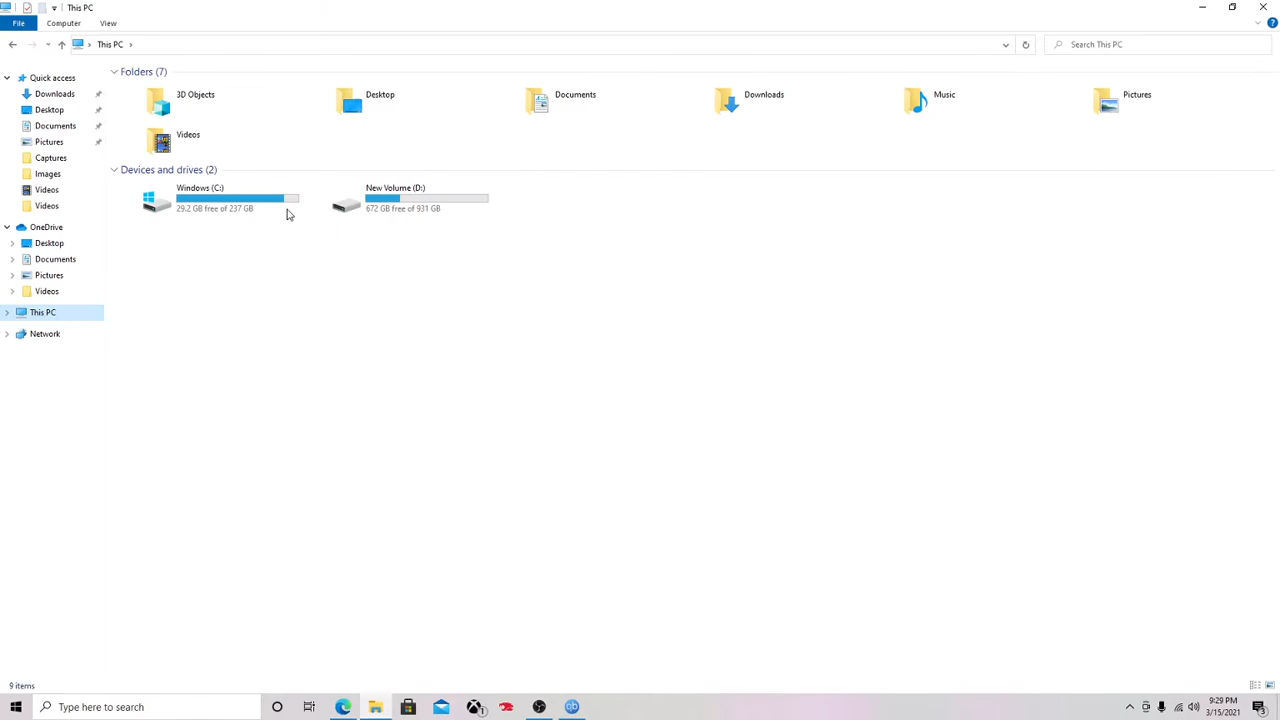 This PC
File
Computer
View
This PC
Search This PC
Quick access
Downloads
Desktop
Documents
Pictures
Captures
Images
Videos
Videos
OneDrive
Desktop
Documents
Pictures
Videos
This PC
Network
Folders (7)
3D Objects
Desktop
Documents
Downloads
Music
Pictures
Videos
Devices and drives (2)
Windows (C:)
29.2 GB free of 237 GB
New Volume (D:)
672 GB free of 931 GB
9 items
Type here to search
9:29 PM
3/15/2021